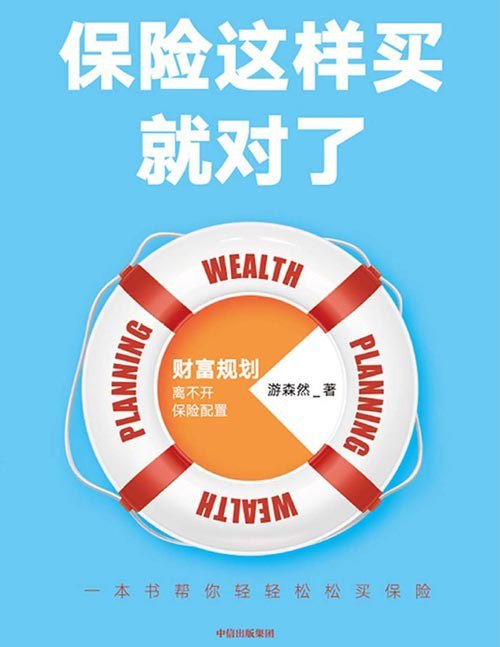 保险这样买
就对了
WEALTH
PLANNING
PLANNING
财富规划
离不开
保险配置
游森然_著
WEALTH
一本书帮你轻轻松松买保险
中信出版集团